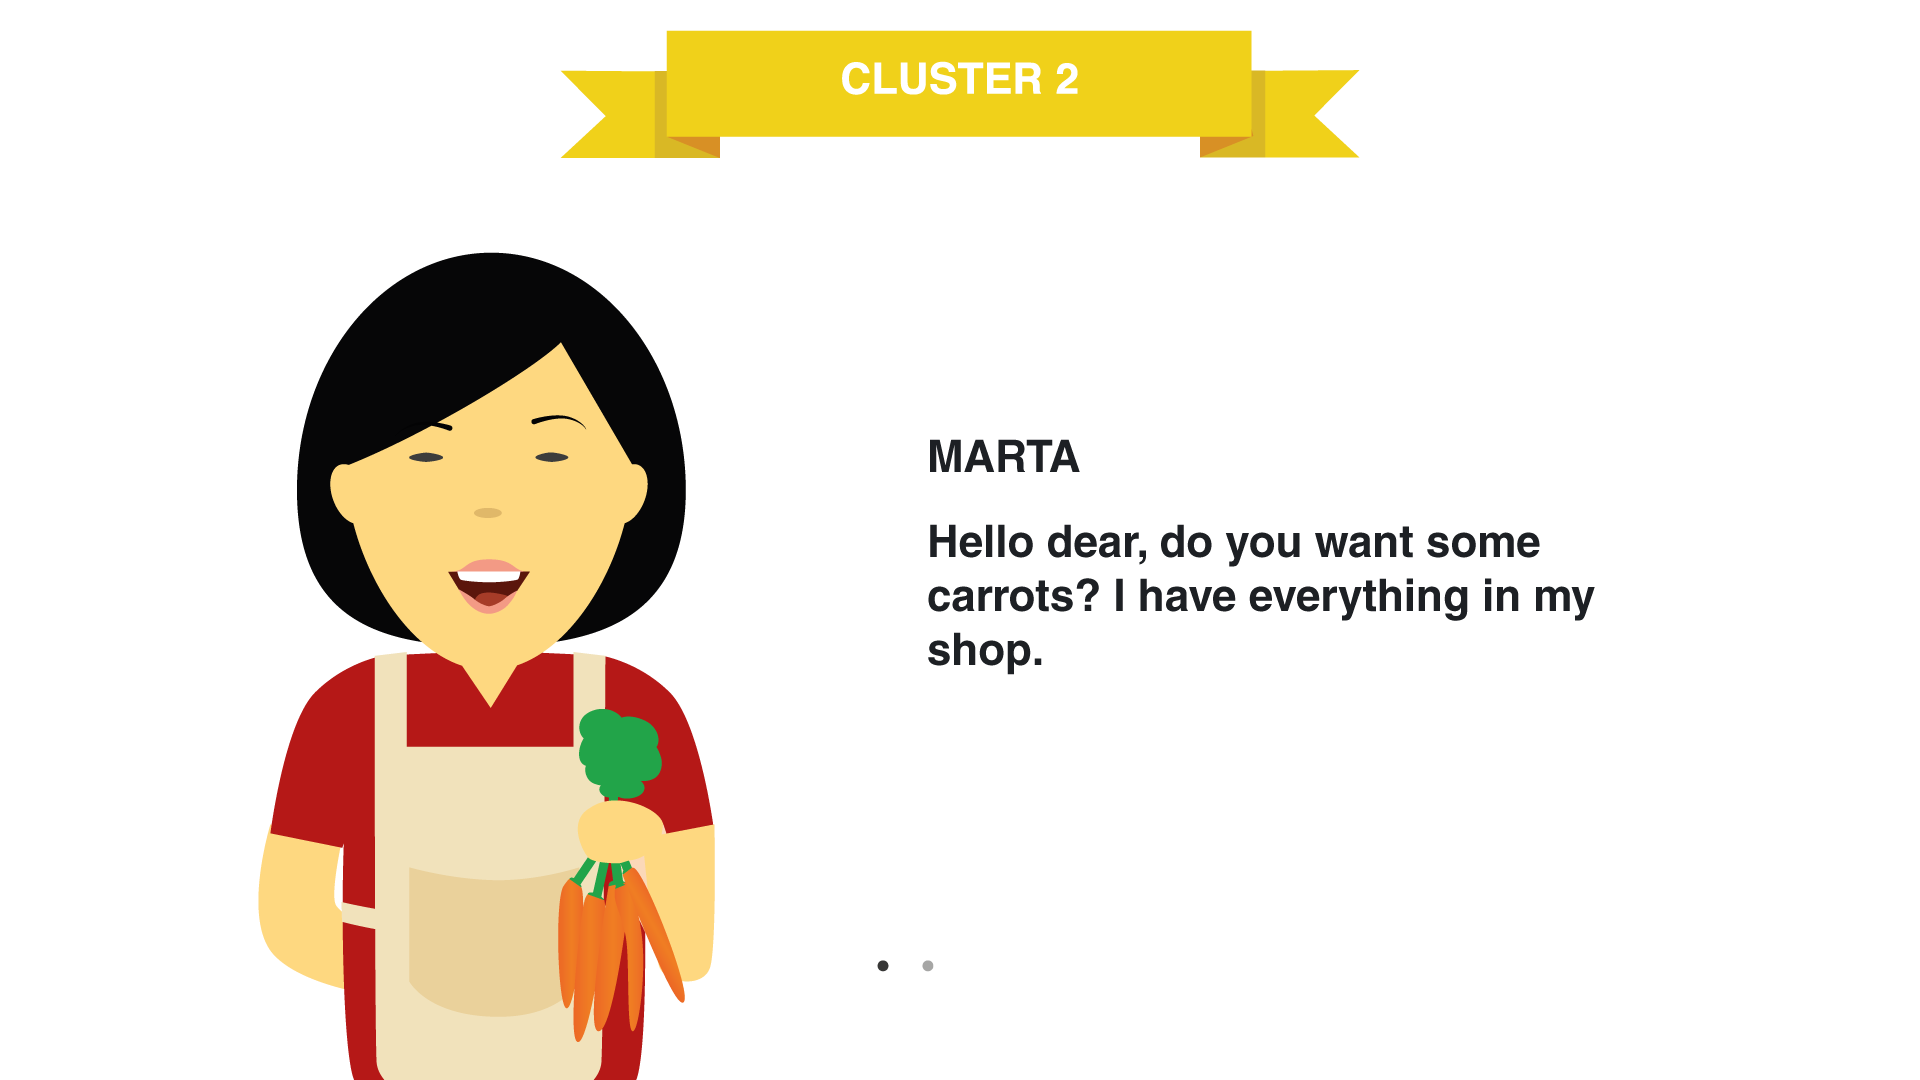 CLUSTER 2
MARTA
Hello dear, do you want some
carrots? I have everything in my
shop.